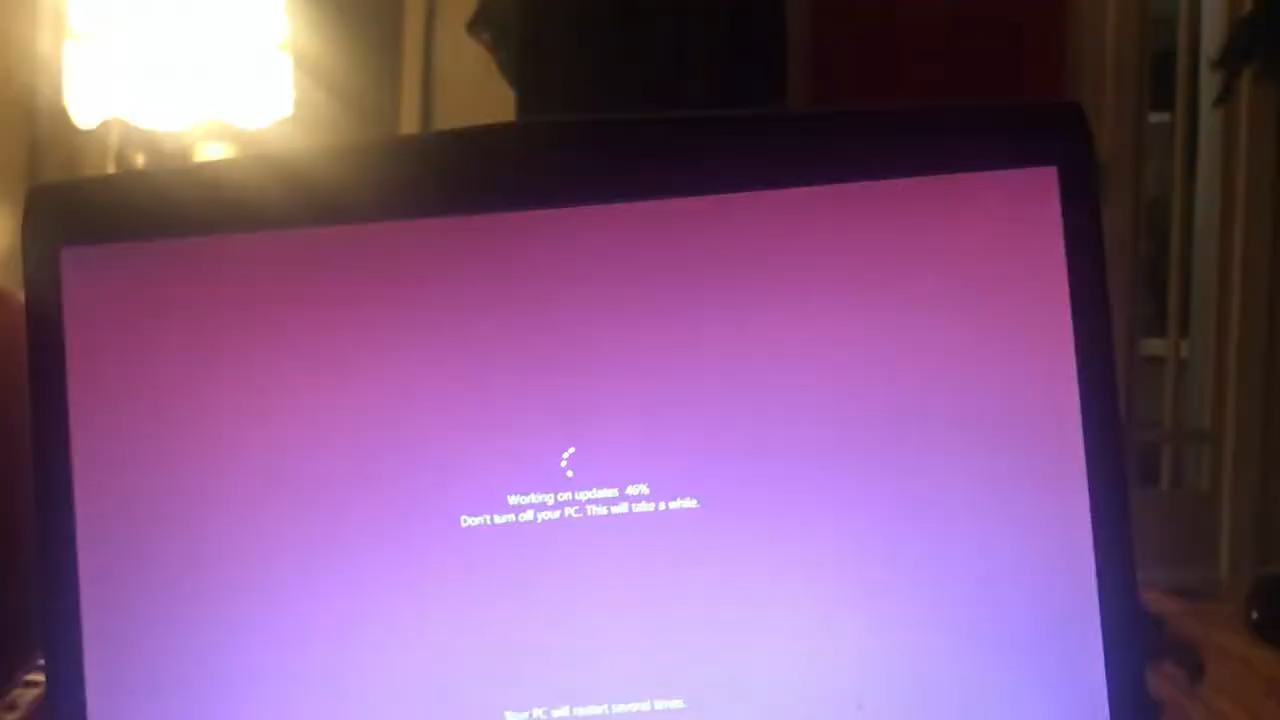 Working on updates 46%
Don't turn off your PC. This will take a while.
Your PC will restart several times.